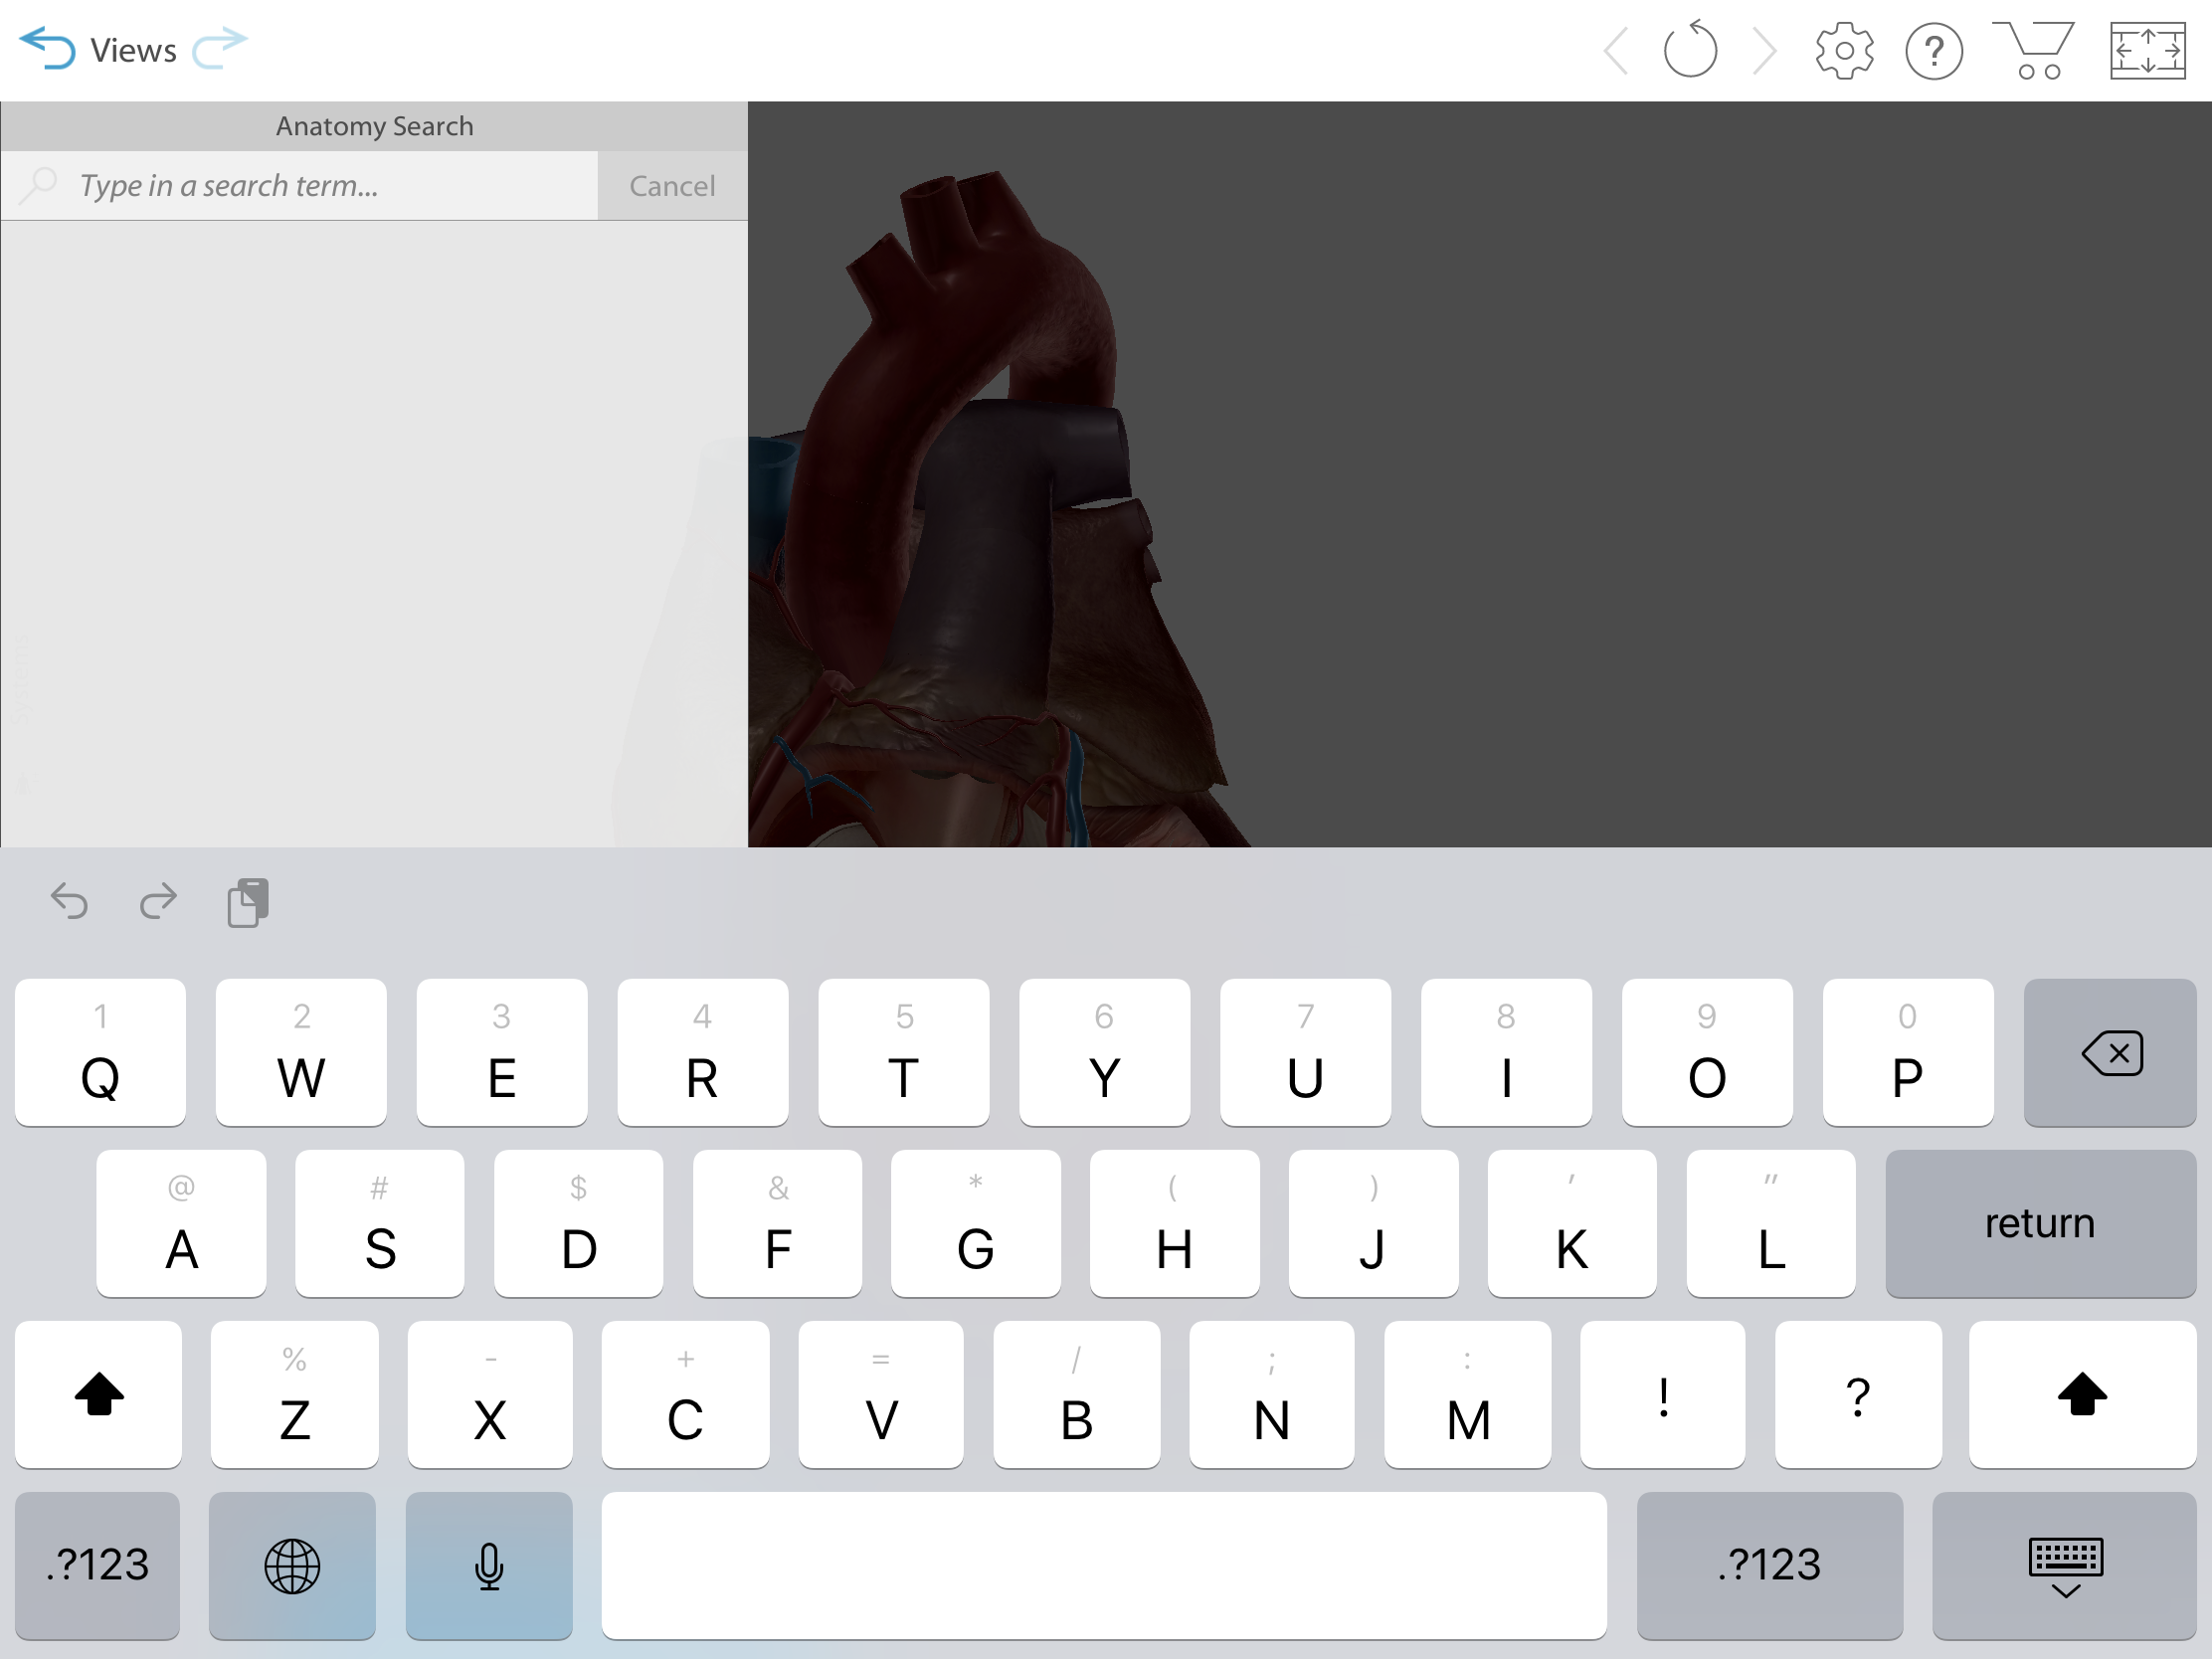 Views
?
Anatomy Search
Type in a search term...
Cancel
1 2 3 4 5 6 7 8 9 0
Q W E R T Y U I O P
@ # $ & * ( ) ' "
A S D F G H J K L return
% - + = / ; :
Z X C V B N M ! ?
.?123 .?123